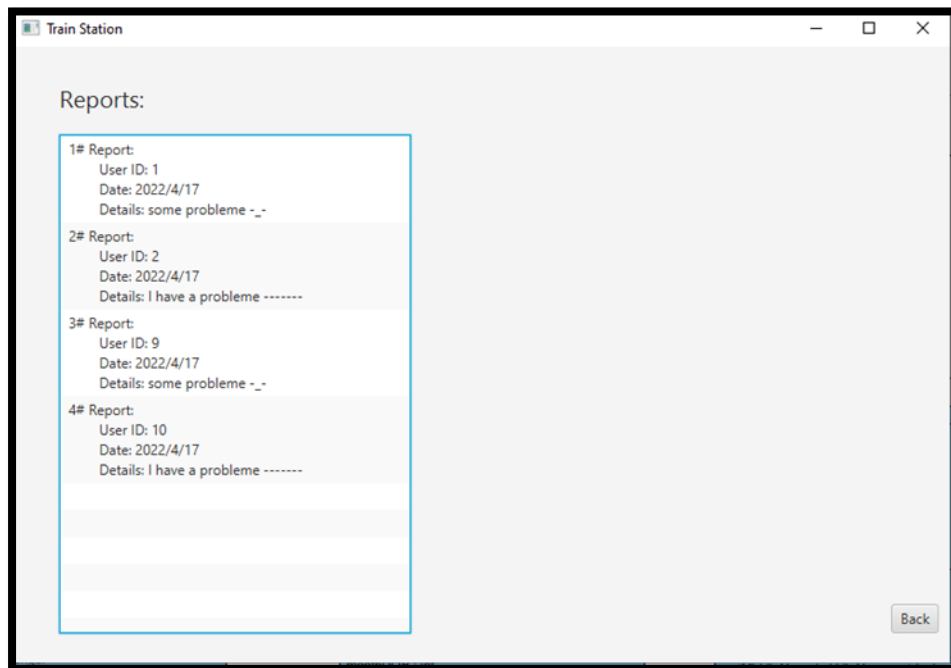 Train Station
Reports:
1# Report:
User ID: 1
Date: 2022/4/17
Details: some probleme -_-
2# Report:
User ID: 2
Date: 2022/4/17
Details: I have a probleme -------
3# Report:
User ID: 9
Date: 2022/4/17
Details: some probleme -_-
4# Report:
User ID: 10
Date: 2022/4/17
Details: I have a probleme -------
Back